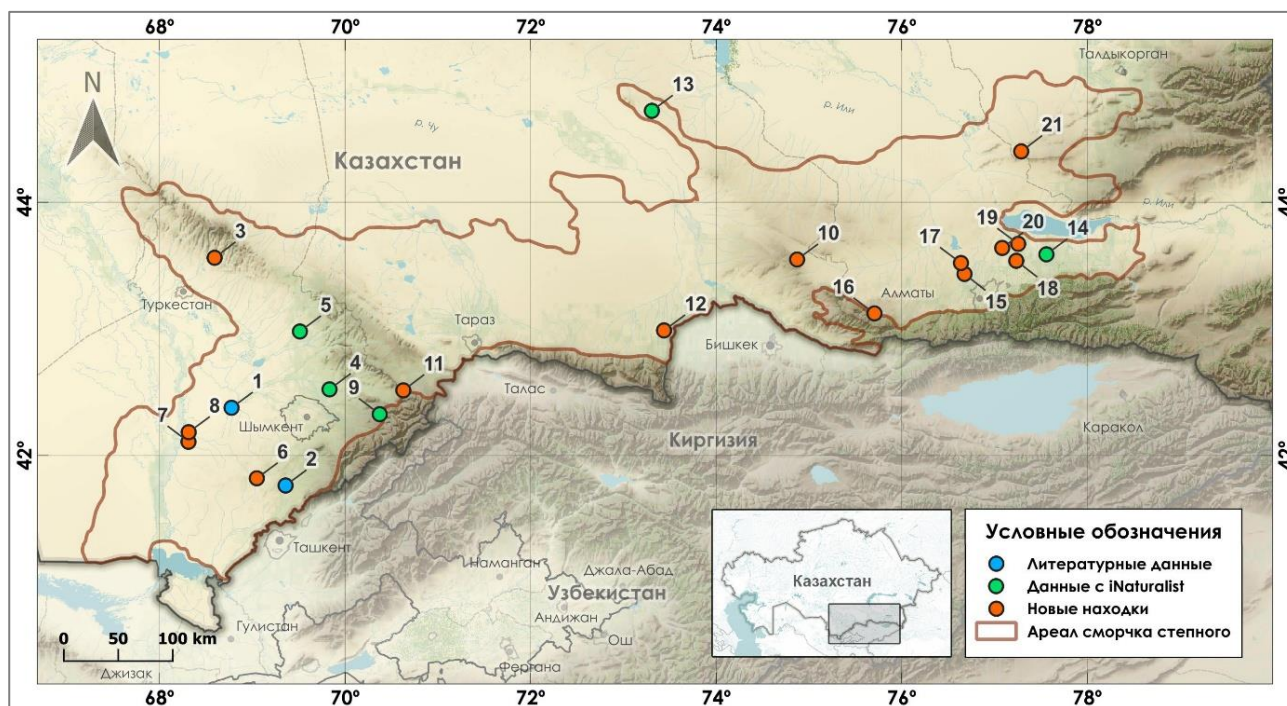 68° 70° 72° 74° 76° 78°
Талдыкорган
N
13
р. Или
р. Чу
21
Казахстан
44° 44°
р. Или
19 20 14
3
10
17
Туркестан
16 Алматы 15 18
5
12
Тараз
Бишкек
4 11
9
Талас
1
8
7
Шымкент
Каракол
Киргизия
42° 42°
6 2
Ташкент
Наманган
Джала-Абад
Узбекистан
Андижан
Гулистан
Ош
Фергана
Джизак
0 50 100 km
Казахстан
Условные обозначения
Литературные данные
Данные с iNaturalist
Новые находки
Ареал сморчка степного
68° 70° 72° 74° 76° 78°